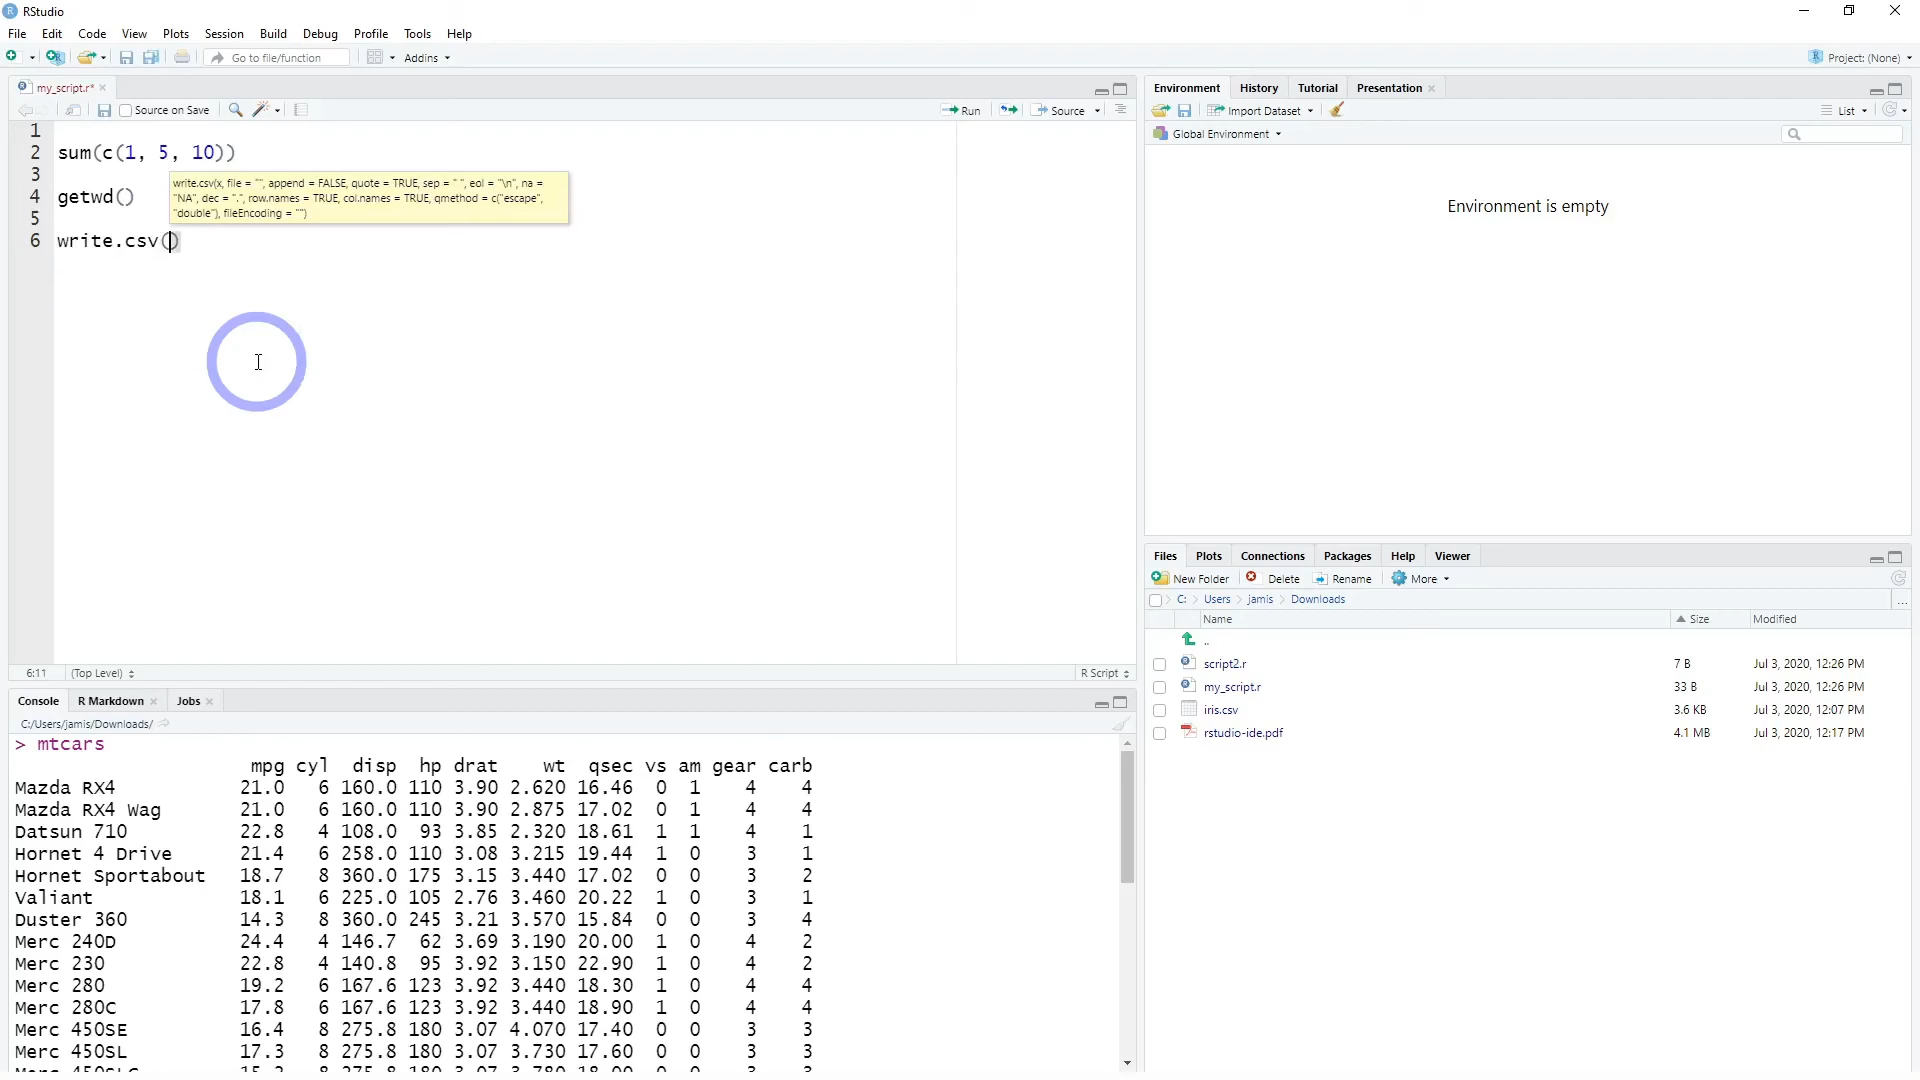 RStudio
File Edit Code View Plots Session Build Debug Profile Tools Help
Go to file/function Addins Project: (None)
my_script.r*
Source on Save Run Source
1
2 sum(c(1, 5, 10))
3
4 getwd()
5
6 write.csv()
write.csv(x, file = "", append = FALSE, quote = TRUE, sep = " ", eol = "\n", na =
"NA", dec = ".", row.names = TRUE, col.names = TRUE, qmethod = c("escape",
"double"), fileEncoding = "")
6:11 (Top Level) R Script
Console R Markdown Jobs
C:/Users/jamis/Downloads/
> mtcars
mpg cyl disp hp drat wt qsec vs am gear carb
Mazda RX4 21.0 6 160.0 110 3.90 2.620 16.46 0 1 4 4
Mazda RX4 Wag 21.0 6 160.0 110 3.90 2.875 17.02 0 1 4 4
Datsun 710 22.8 4 108.0 93 3.85 2.320 18.61 1 1 4 1
Hornet 4 Drive 21.4 6 258.0 110 3.08 3.215 19.44 1 0 3 1
Hornet Sportabout 18.7 8 360.0 175 3.15 3.440 17.02 0 0 3 2
Valiant 18.1 6 225.0 105 2.76 3.460 20.22 1 0 3 1
Duster 360 14.3 8 360.0 245 3.21 3.570 15.84 0 0 3 4
Merc 240D 24.4 4 146.7 62 3.69 3.190 20.00 1 0 4 2
Merc 230 22.8 4 140.8 95 3.92 3.150 22.90 1 0 4 2
Merc 280 19.2 6 167.6 123 3.92 3.440 18.30 1 0 4 4
Merc 280C 17.8 6 167.6 123 3.92 3.440 18.90 1 0 4 4
Merc 450SE 16.4 8 275.8 180 3.07 4.070 17.40 0 0 3 3
Merc 450SL 17.3 8 275.8 180 3.07 3.730 17.60 0 0 3 3
Environment History Tutorial Presentation
Import Dataset List
Global Environment
Environment is empty
Files Plots Connections Packages Help Viewer
New Folder Delete Rename More
C: Users jamis Downloads ...
Name Size Modified
..
script2.r 7 B Jul 3, 2020, 12:26 PM
my_script.r 33 B Jul 3, 2020, 12:26 PM
iris.csv 3.6 KB Jul 3, 2020, 12:07 PM
rstudio-ide.pdf 4.1 MB Jul 3, 2020, 12:17 PM